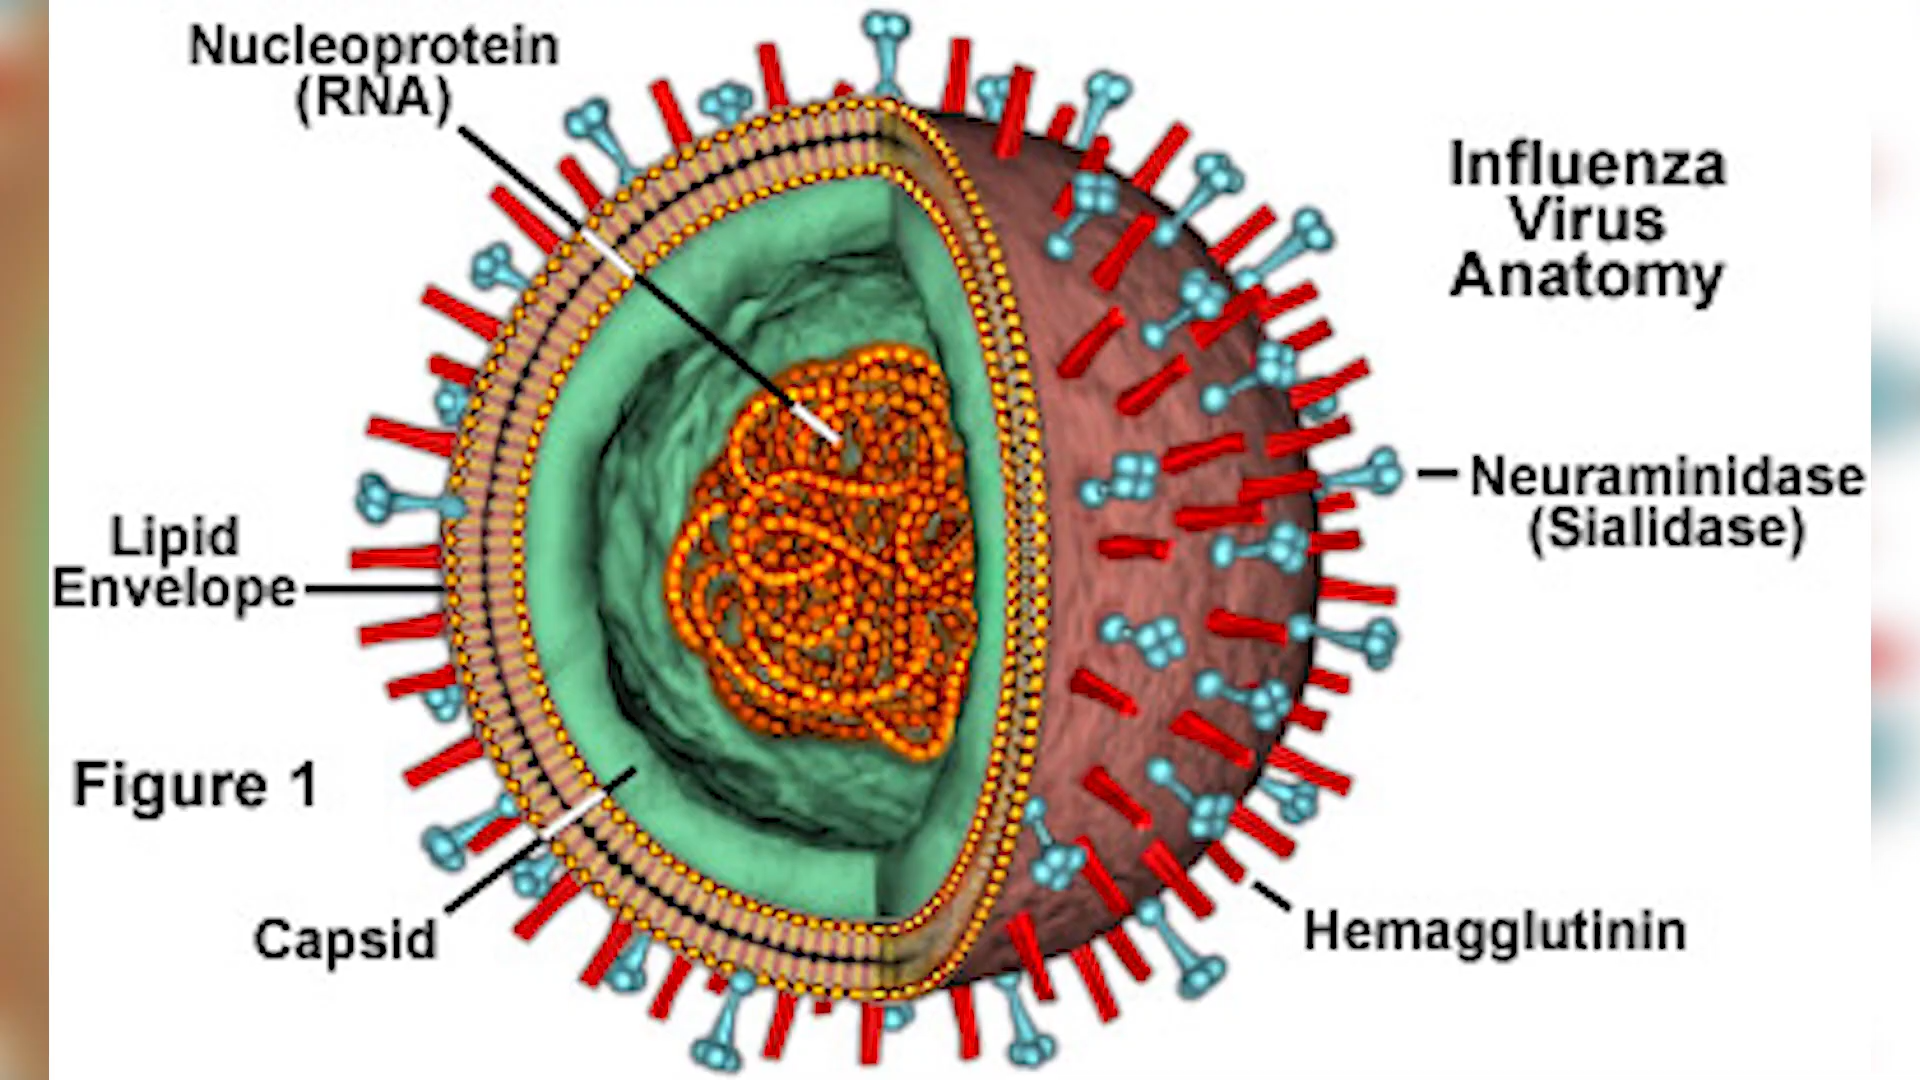 Nucleoprotein
(RNA)
Influenza
Virus
Anatomy
Neuraminidase
(Sialidase)
Lipid
Envelope
Figure 1
Capsid
Hemagglutinin